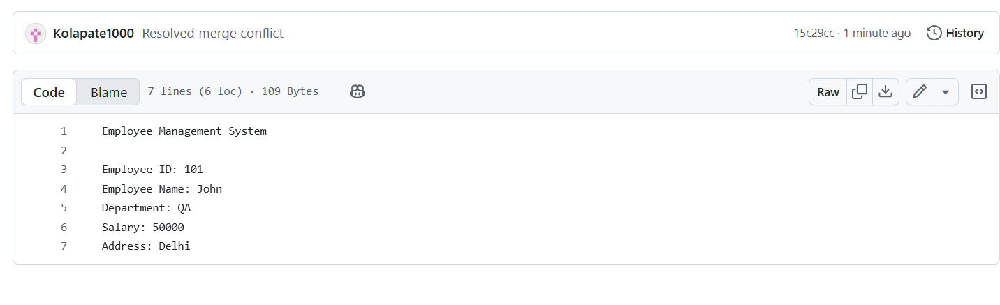 Kolapate1000 Resolved merge conflict 15c29cc · 1 minute ago History
Code Blame 7 lines (6 loc) · 109 Bytes Raw
1 Employee Management System
2
3 Employee ID: 101
4 Employee Name: John
5 Department: QA
6 Salary: 50000
7 Address: Delhi